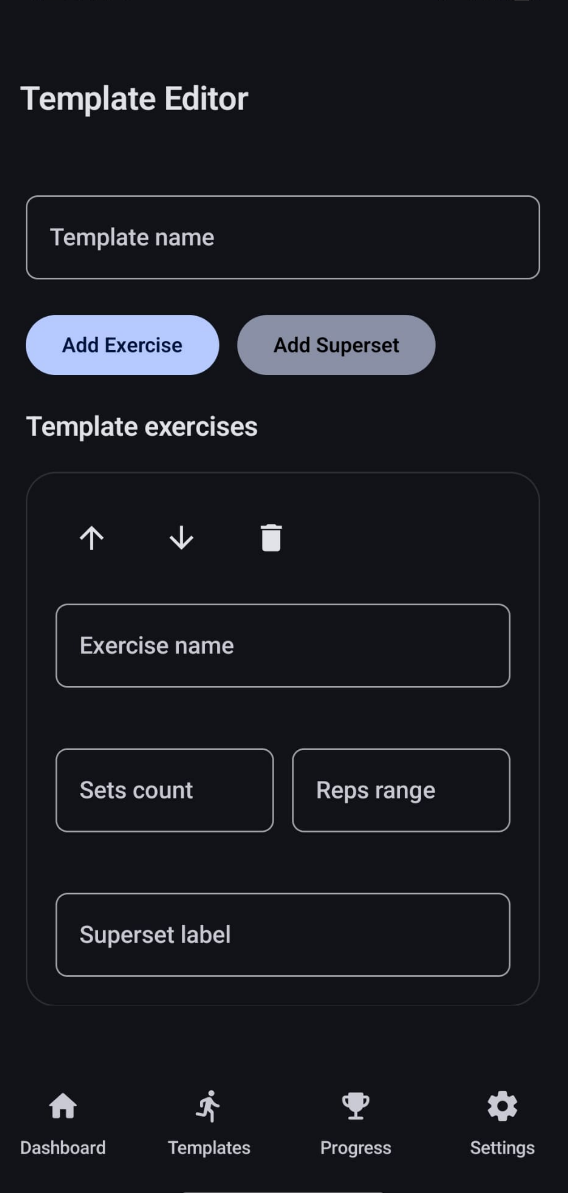 Template Editor
Template name
Add Exercise
Add Superset
Template exercises
Exercise name
Sets count
Reps range
Superset label
Dashboard
Templates
Progress
Settings